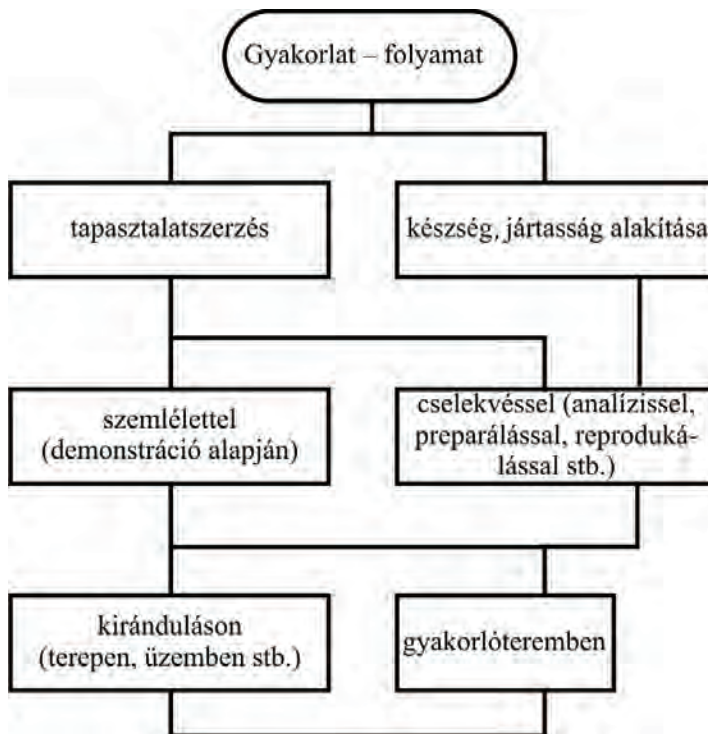 Gyakorlat – folyamat
tapasztalatszerzés
készség, jártasság alakítása
szemlélettel
(demonstráció alapján)
cselekvéssel (analízissel,
preparálással, reproduká-
lással stb.)
kiránduláson
(terepen, üzemben stb.)
gyakorlóteremben